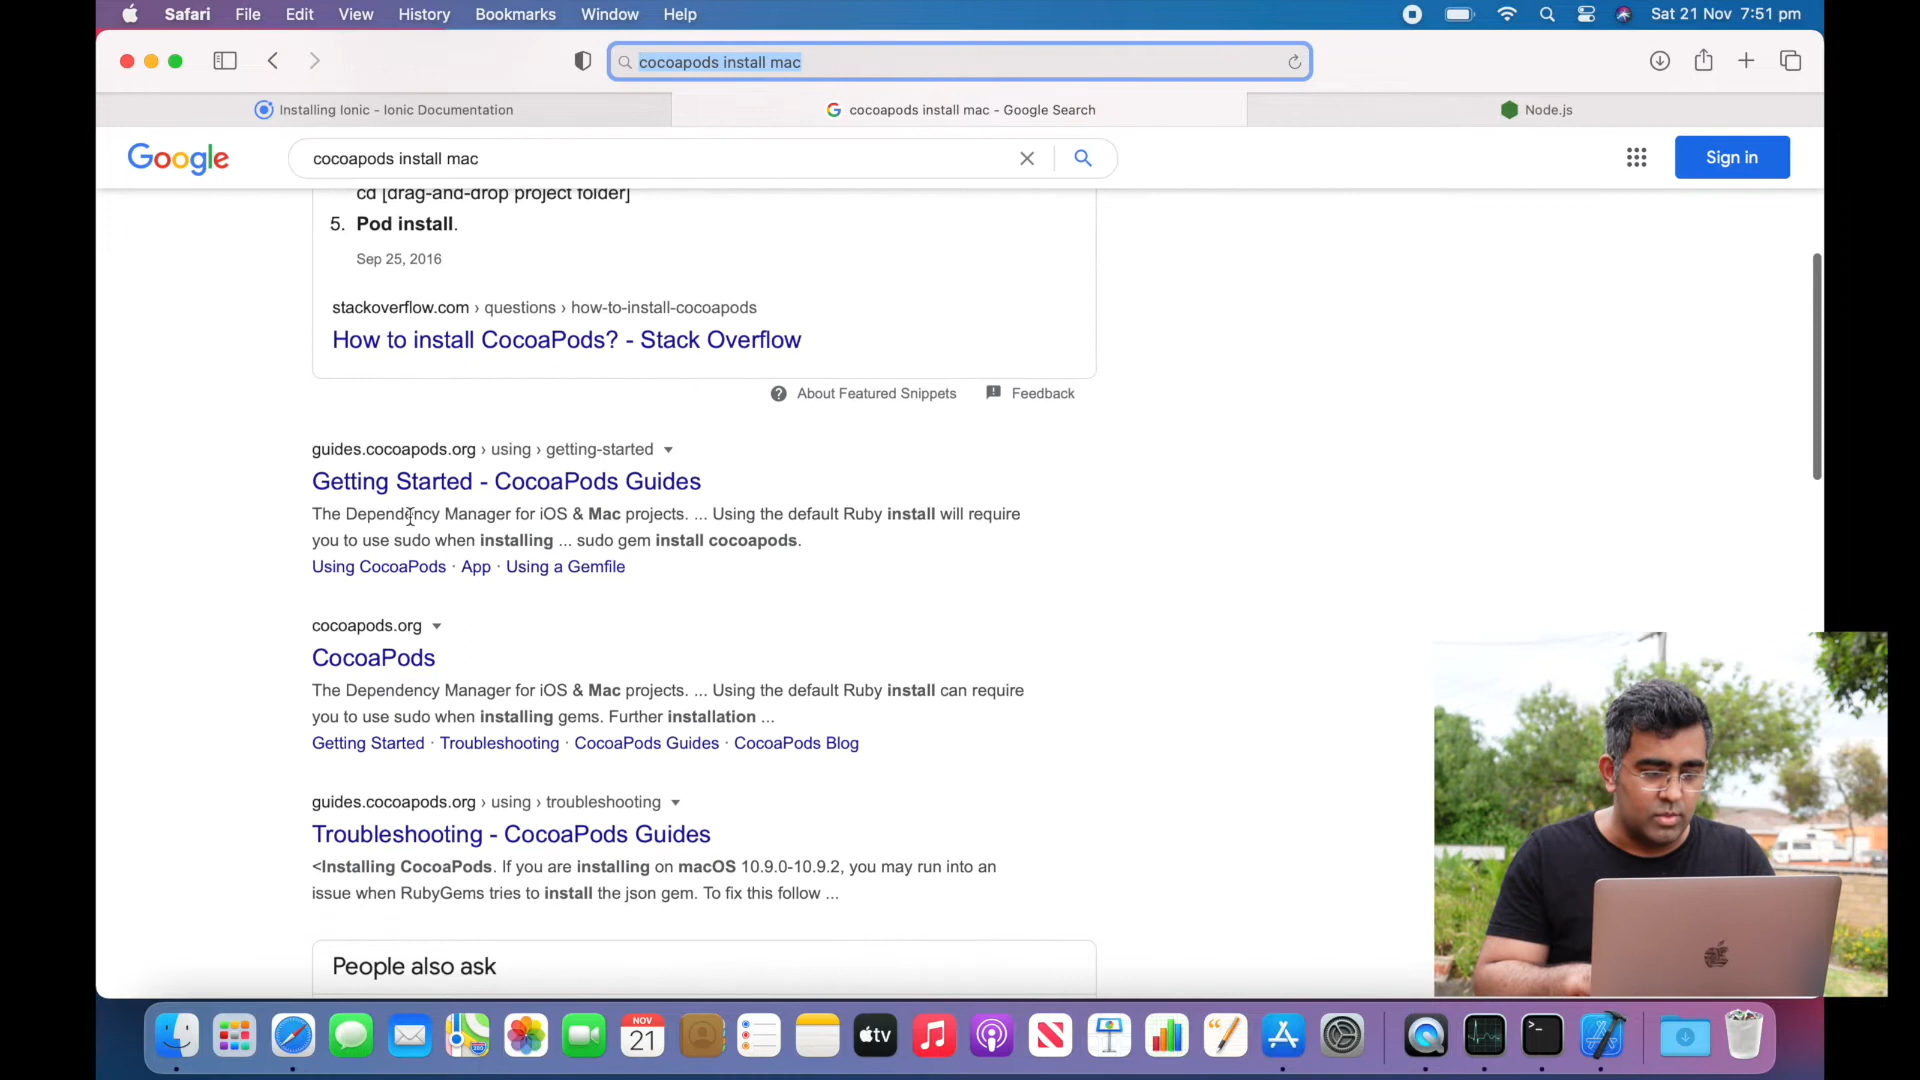 Safari File Edit View History Bookmarks Window Help Sat 21 Nov 7:51 pm
cocoapods install mac
Installing Ionic - Ionic Documentation
cocoapods install mac - Google Search
Node.js
Google
cocoapods install mac
Sign in
cd [drag-and-drop project folder]
5. Pod install.
Sep 25, 2016
stackoverflow.com › questions › how-to-install-cocoapods
How to install CocoaPods? - Stack Overflow
About Featured Snippets Feedback
guides.cocoapods.org › using › getting-started
Getting Started - CocoaPods Guides
The Dependency Manager for iOS & Mac projects. ... Using the default Ruby install will require
you to use sudo when installing ... sudo gem install cocoapods.
Using CocoaPods · App · Using a Gemfile
cocoapods.org
CocoaPods
The Dependency Manager for iOS & Mac projects. ... Using the default Ruby install can require
you to use sudo when installing gems. Further installation ...
Getting Started · Troubleshooting · CocoaPods Guides · CocoaPods Blog
guides.cocoapods.org › using › troubleshooting
Troubleshooting - CocoaPods Guides
<Installing CocoaPods. If you are installing on macOS 10.9.0-10.9.2, you may run into an
issue when RubyGems tries to install the json gem. To fix this follow ...
People also ask
NOV
21
tv